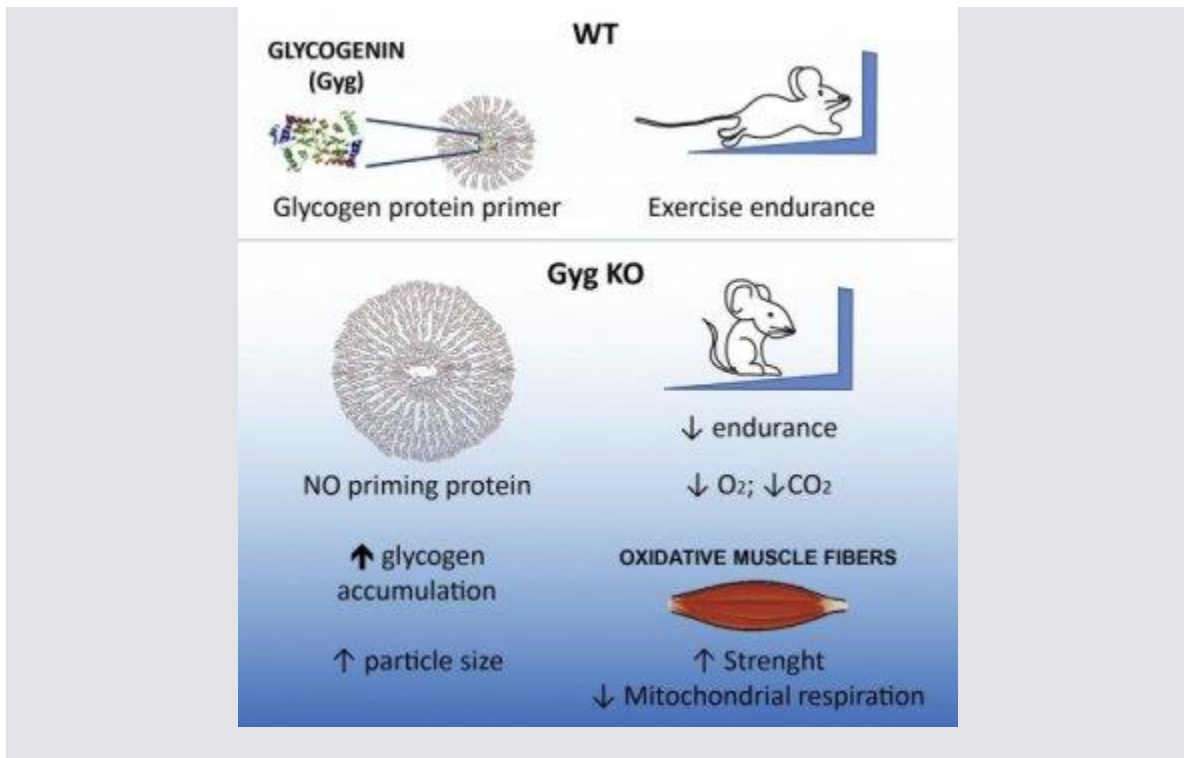 WT
GLYCOGENIN
(Gyg)
Glycogen protein primer
Exercise endurance
Gyg KO
NO priming protein
↑ glycogen
accumulation
↑ particle size
↓ endurance
↓ O₂; ↓CO₂
OXIDATIVE MUSCLE FIBERS
↑ Strenght
↓ Mitochondrial respiration